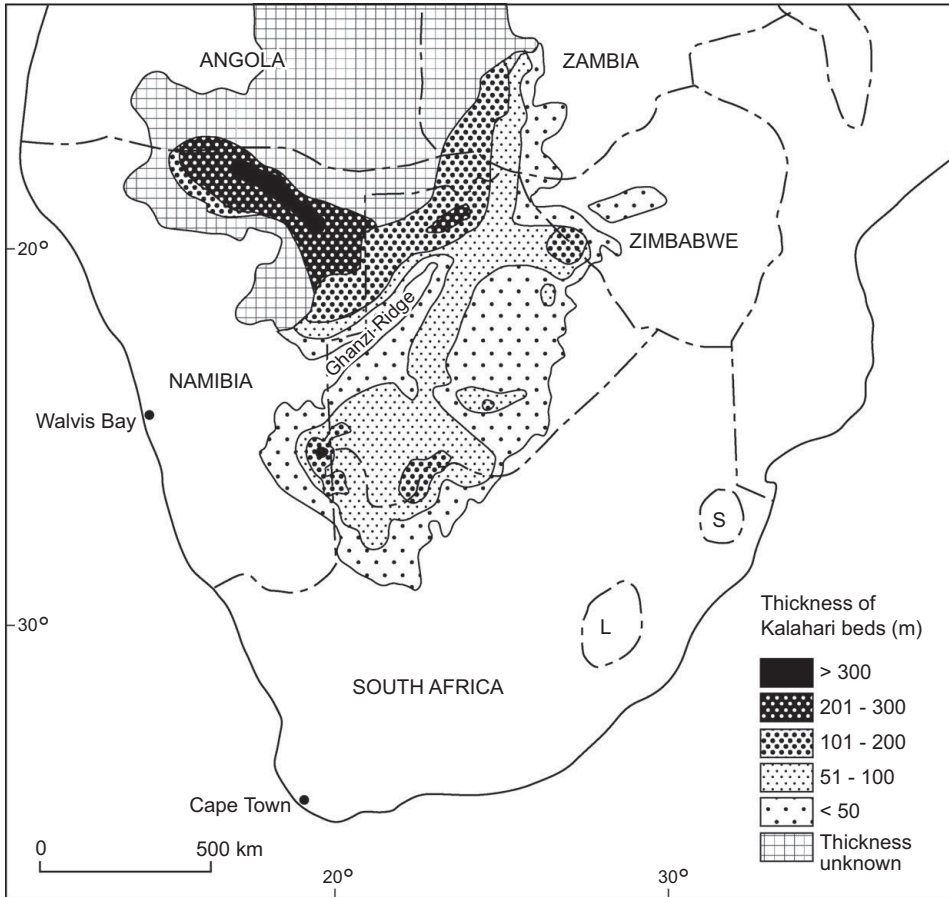 ANGOLA
ZAMBIA
20°
ZIMBABWE
Ghanzi-Ridge
NAMIBIA
Walvis Bay
S
Thickness of
Kalahari beds (m)
30°
L
> 300
SOUTH AFRICA
201 - 300
101 - 200
51 - 100
Cape Town
< 50
0 500 km
Thickness
unknown
20°
30°